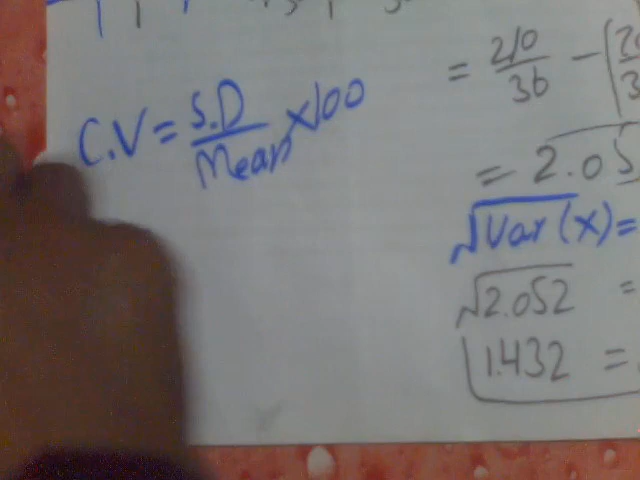 C.V = S.D / Mean × 100
= 210 / 36 - (
= 2.05
√Var(x) =
√2.052 =
1.432 =